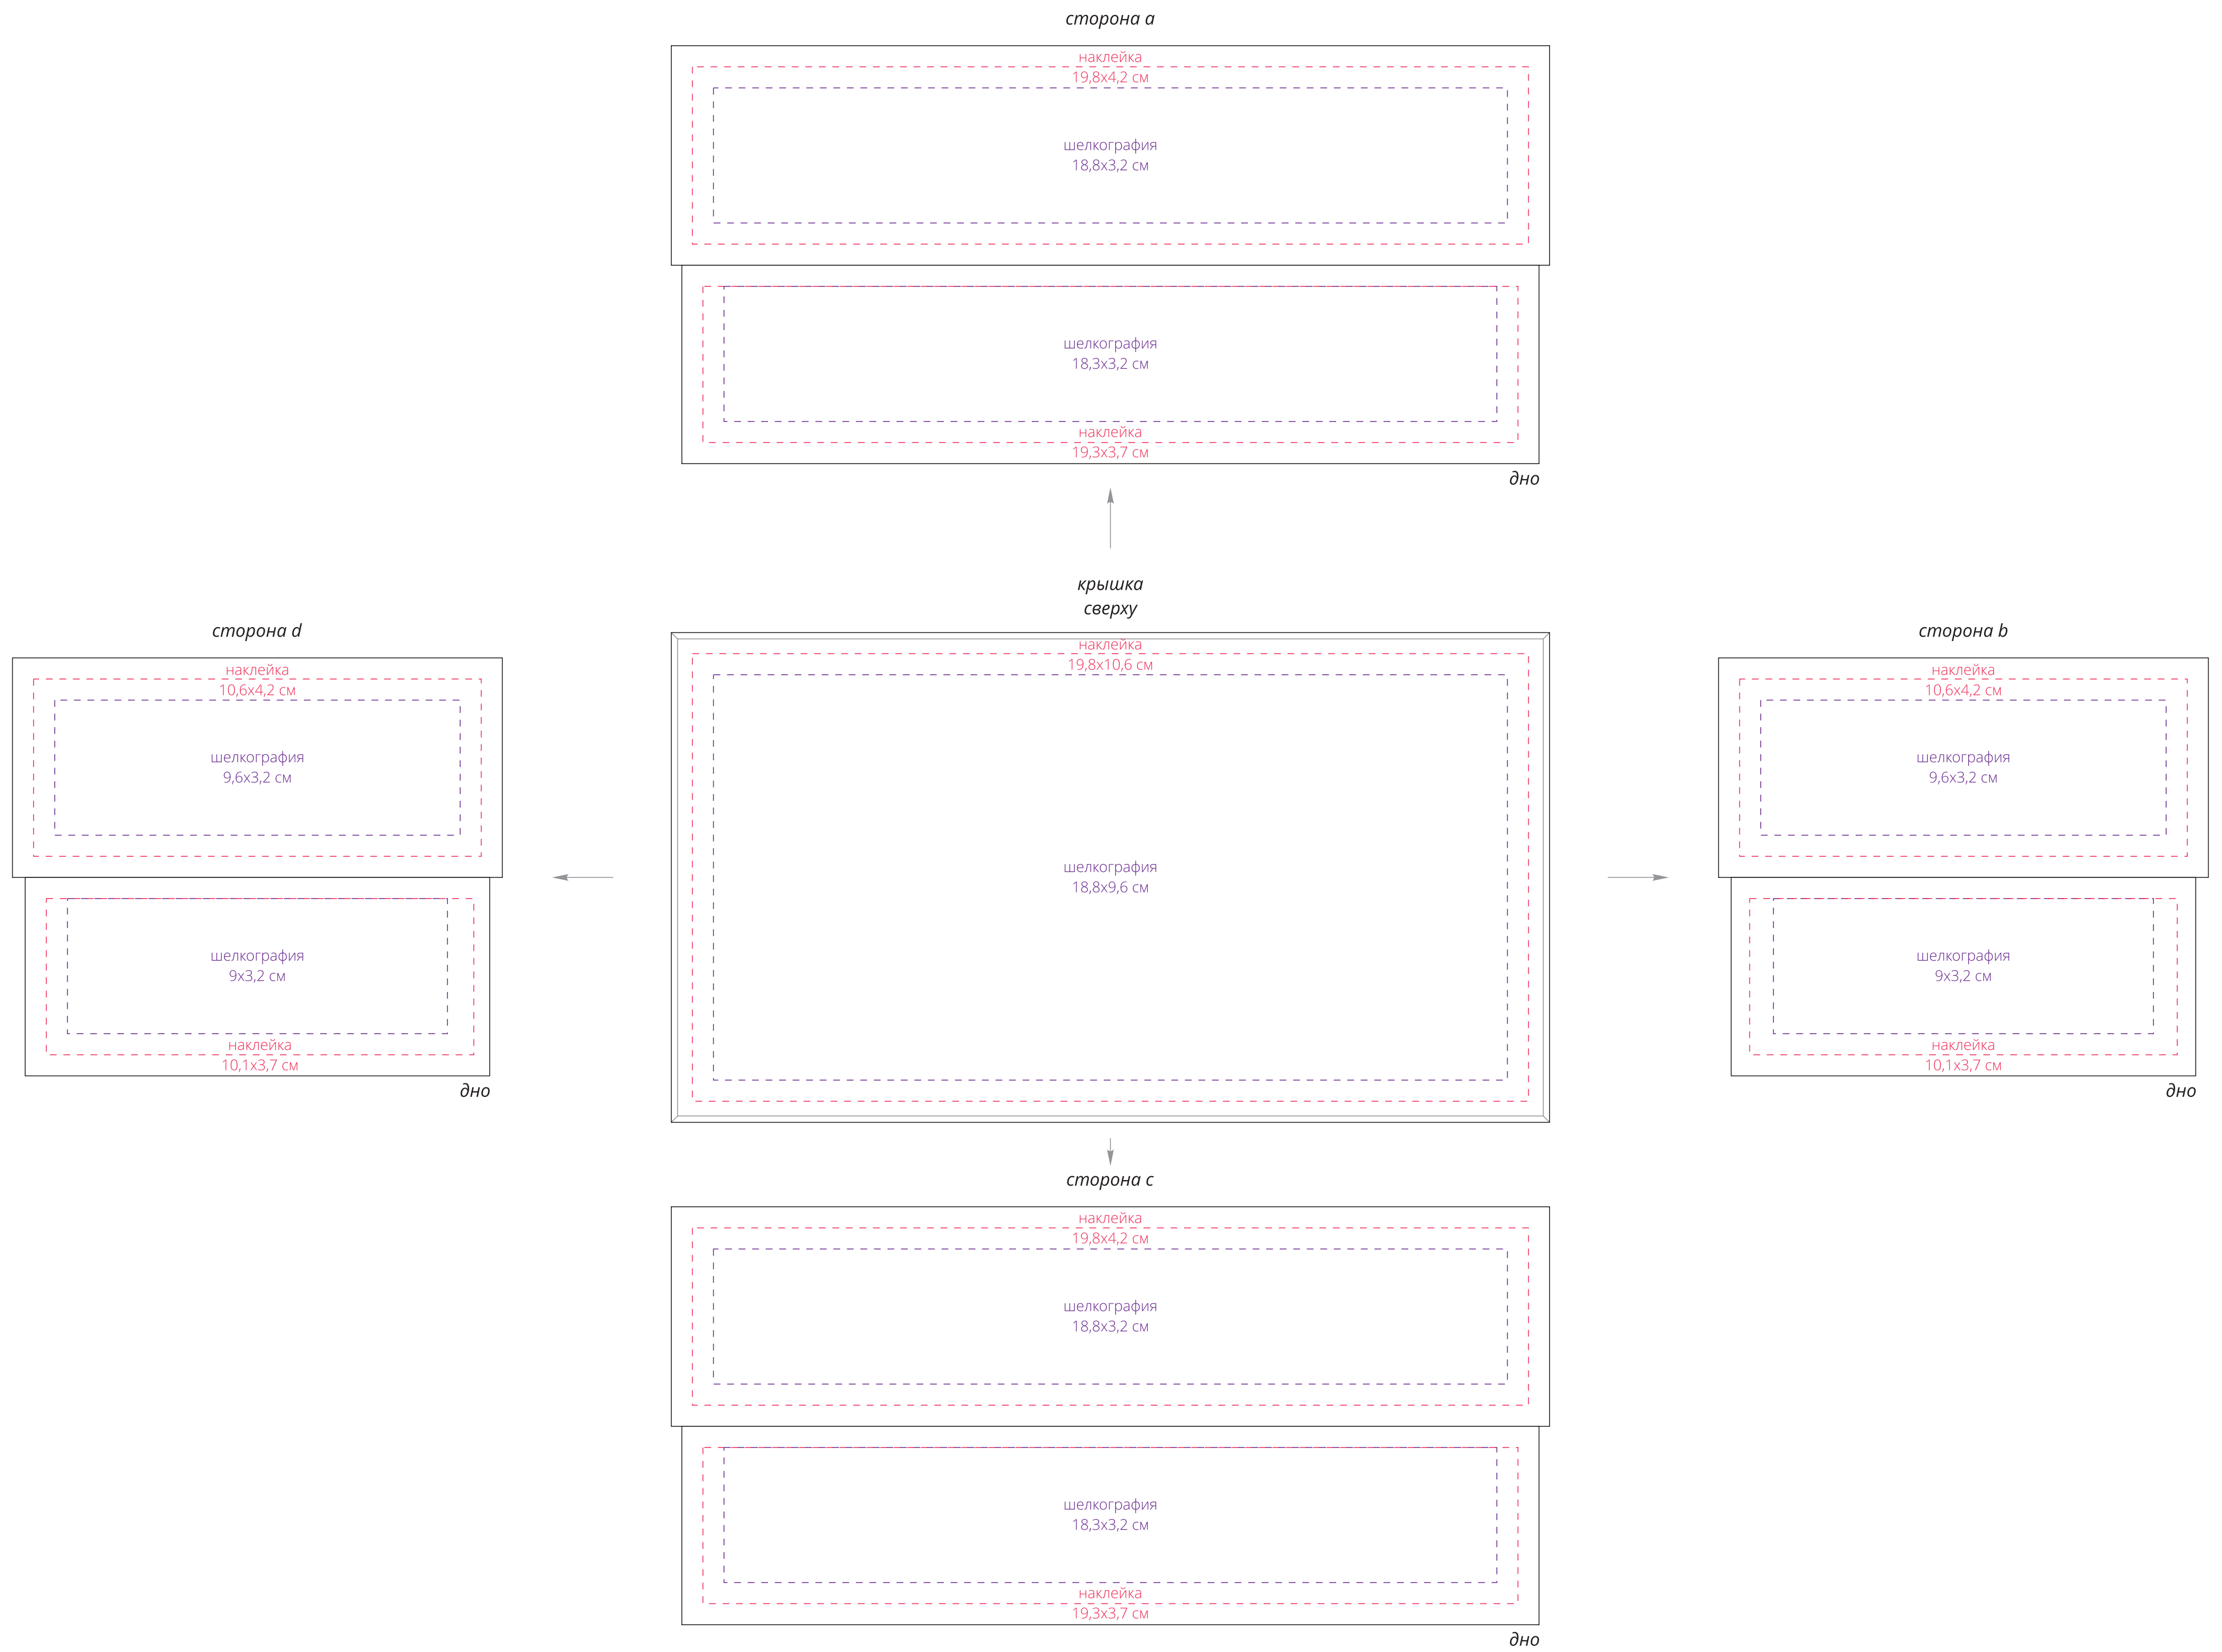 сторона a
наклейка
19,8x4,2 см
шелкография
18,8x3,2 см
шелкография
18,3x3,2 см
наклейка
19,3x3,7 см
дно
крышка
сверху
сторона d
наклейка
10,6x4,2 см
шелкография
9,6x3,2 см
шелкография
9x3,2 см
наклейка
10,1x3,7 см
дно
наклейка
19,8x10,6 см
шелкография
18,8x9,6 см
сторона b
наклейка
10,6x4,2 см
шелкография
9,6x3,2 см
шелкография
9x3,2 см
наклейка
10,1x3,7 см
дно
сторона c
наклейка
19,8x4,2 см
шелкография
18,8x3,2 см
шелкография
18,3x3,2 см
наклейка
19,3x3,7 см
дно